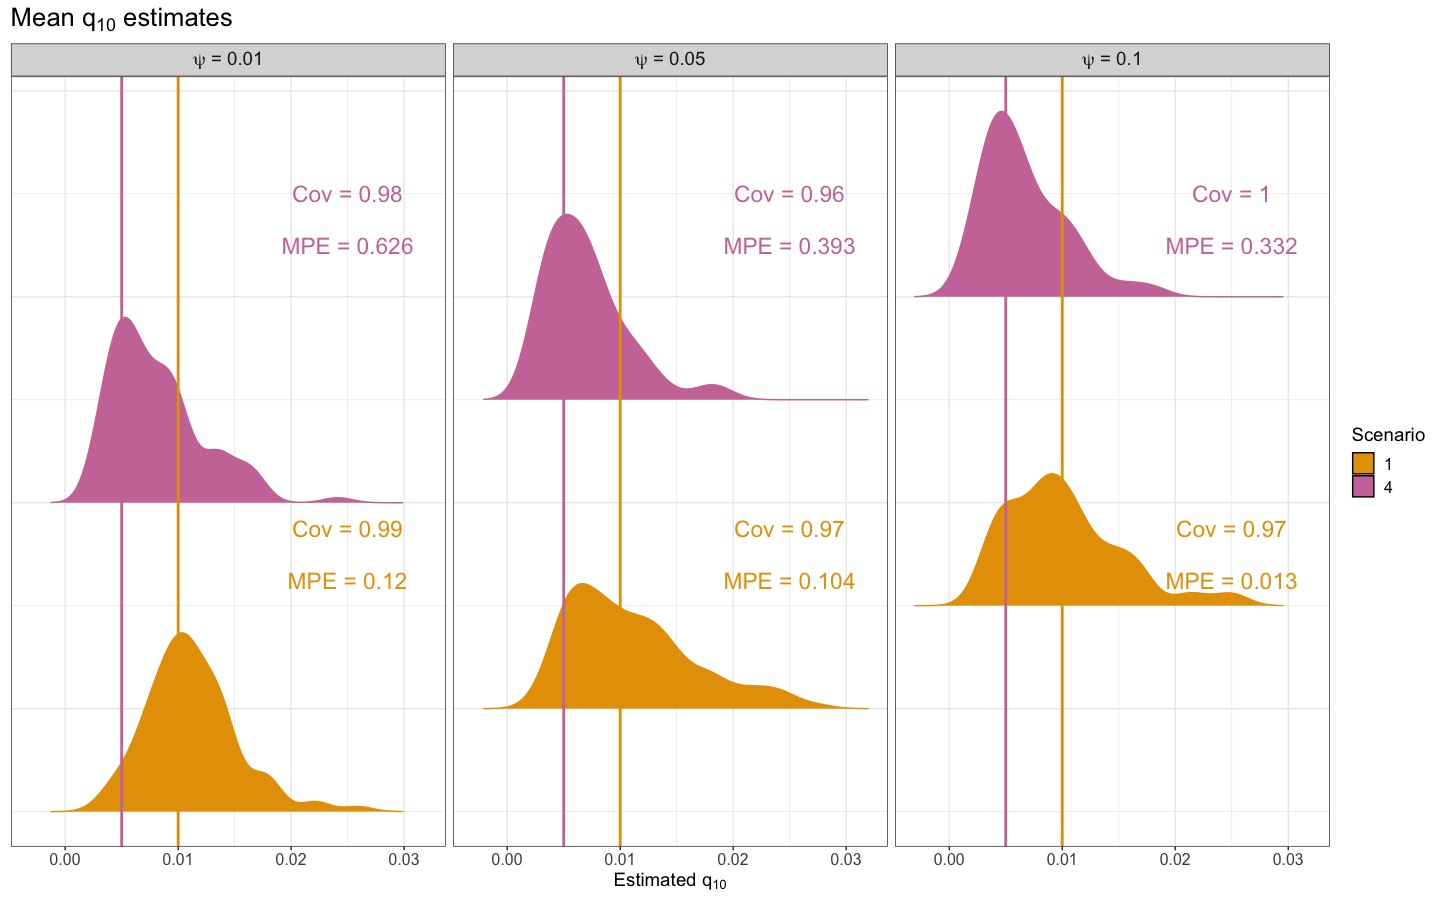 Mean q₁₀ estimates
ψ = 0.01
ψ = 0.05
ψ = 0.1
Cov = 0.98
MPE = 0.626
Cov = 0.99
MPE = 0.12
Cov = 0.96
MPE = 0.393
Cov = 0.97
MPE = 0.104
Cov = 1
MPE = 0.332
Cov = 0.97
MPE = 0.013
0.00 0.01 0.02 0.03
0.00 0.01 0.02 0.03
0.00 0.01 0.02 0.03
Estimated q₁₀
Scenario
1
4